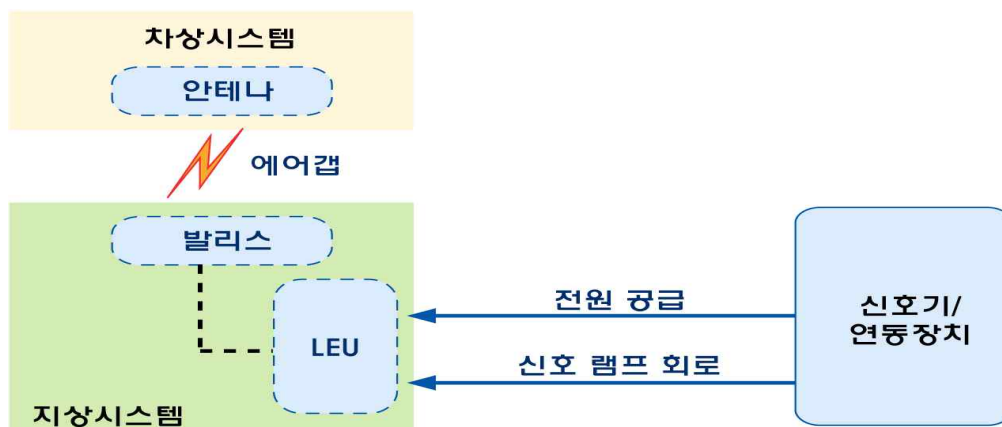 차상시스템
안테나
에어갭
발리스
LEU
지상시스템
전원 공급
신호 램프 회로
신호기/
연동장치